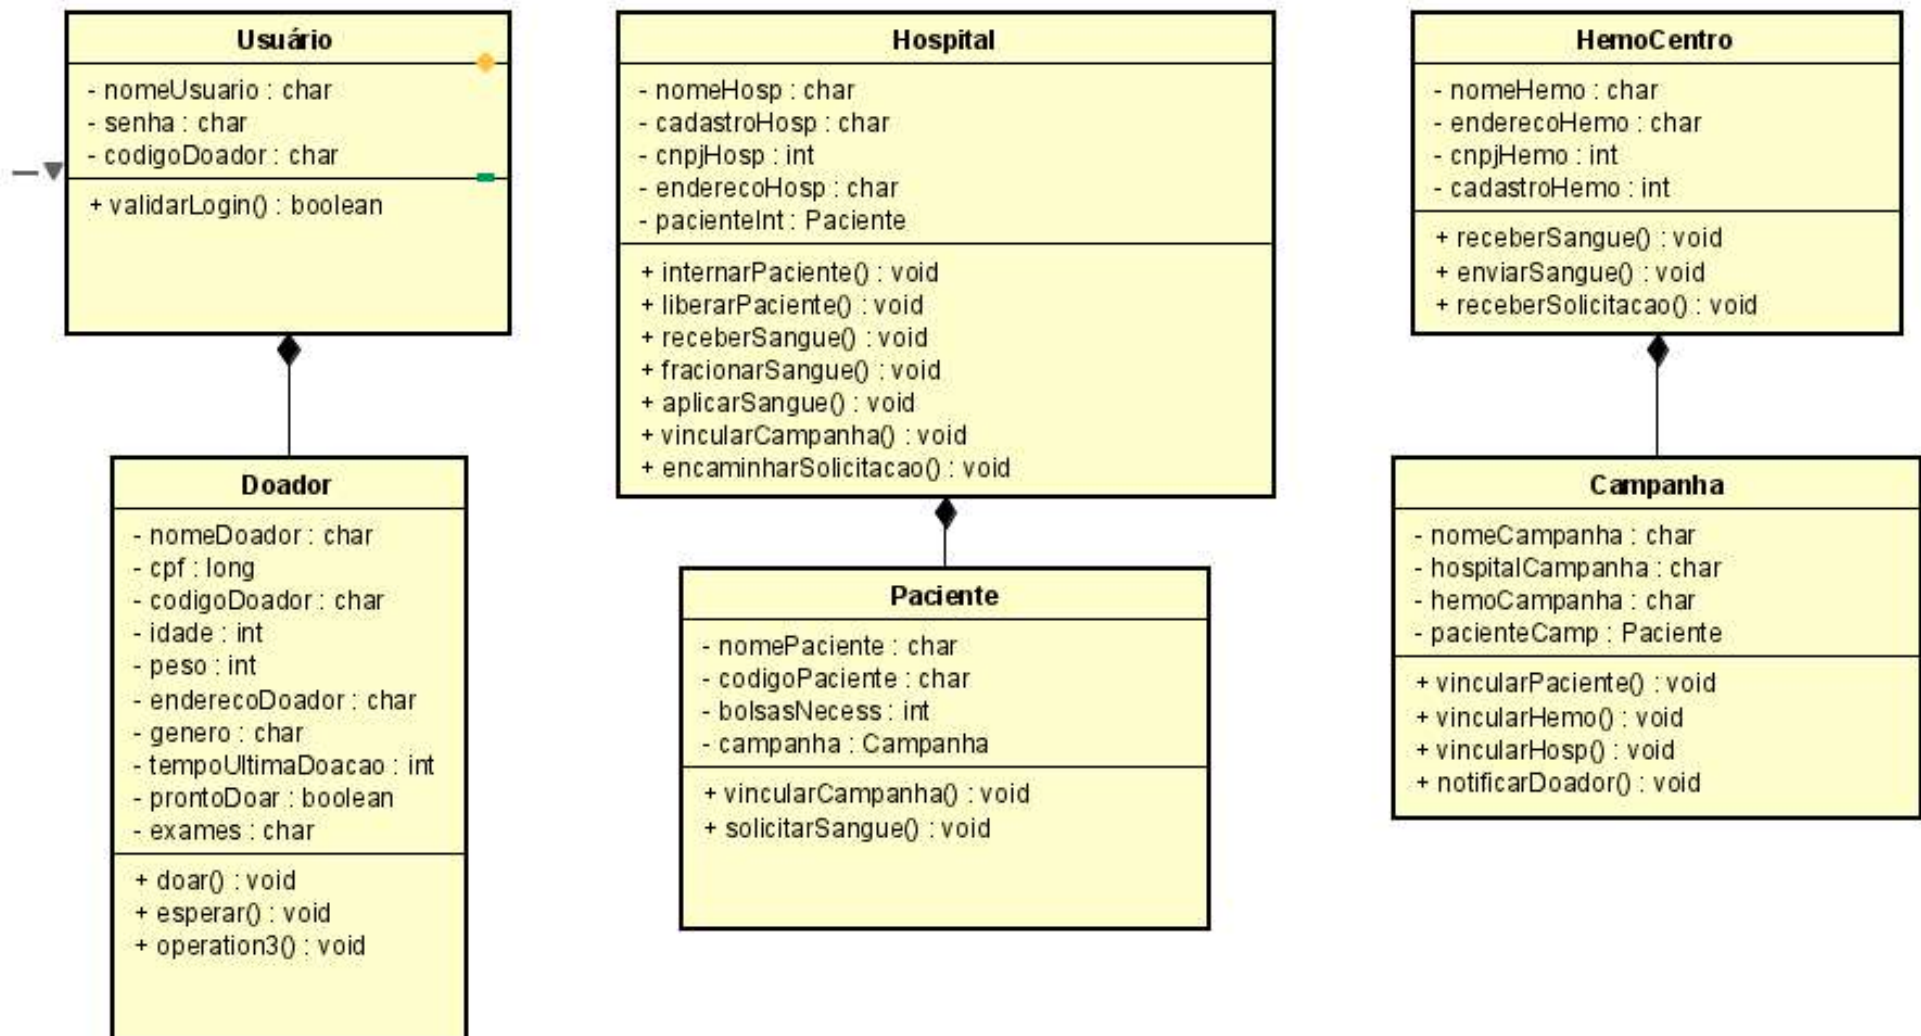 Usuário
- nomeUsuario : char
- senha : char
- codigoDoador : char
+ validarLogin() : boolean
Hospital
- nomeHosp : char
- cadastroHosp : char
- cnpjHosp : int
- enderecoHosp : char
- pacienteInt : Paciente
+ internarPaciente() : void
+ liberarPaciente() : void
+ receberSangue() : void
+ fracionarSangue() : void
+ aplicarSangue() : void
+ vincularCampanha() : void
+ encaminharSolicitacao() : void
HemoCentro
- nomeHemo : char
- enderecoHemo : char
- cnpjHemo : int
- cadastroHemo : int
+ receberSangue() : void
+ enviarSangue() : void
+ receberSolicitacao() : void
Doador
- nomeDoador : char
- cpf : long
- codigoDoador : char
- idade : int
- peso : int
- enderecoDoador : char
- genero : char
- tempoUltimaDoacao : int
- prontoDoar : boolean
- exames : char
+ doar() : void
+ esperar() : void
+ operation3() : void
Paciente
- nomePaciente : char
- codigoPaciente : char
- bolsasNecess : int
- campanha : Campanha
+ vincularCampanha() : void
+ solicitarSangue() : void
Campanha
- nomeCampanha : char
- hospitalCampanha : char
- hemoCampanha : char
- pacienteCamp : Paciente
+ vincularPaciente() : void
+ vincularHemo() : void
+ vincularHosp() : void
+ notificarDoador() : void